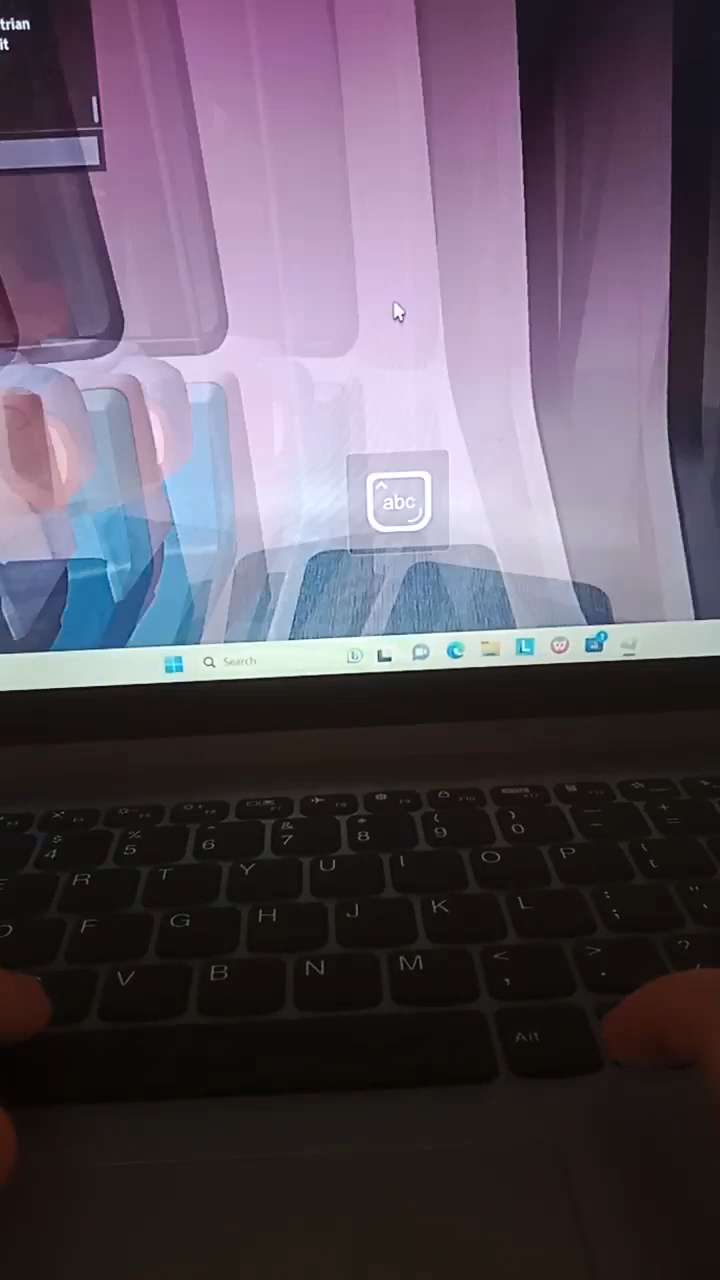 trian
it
abc
Search
$ % ^ & * ( ) _ +
4 5 6 7 8 9 0 - =
R T Y U I O P { [
F G H J K L : ; "
V B N M < , > . ?
Alt